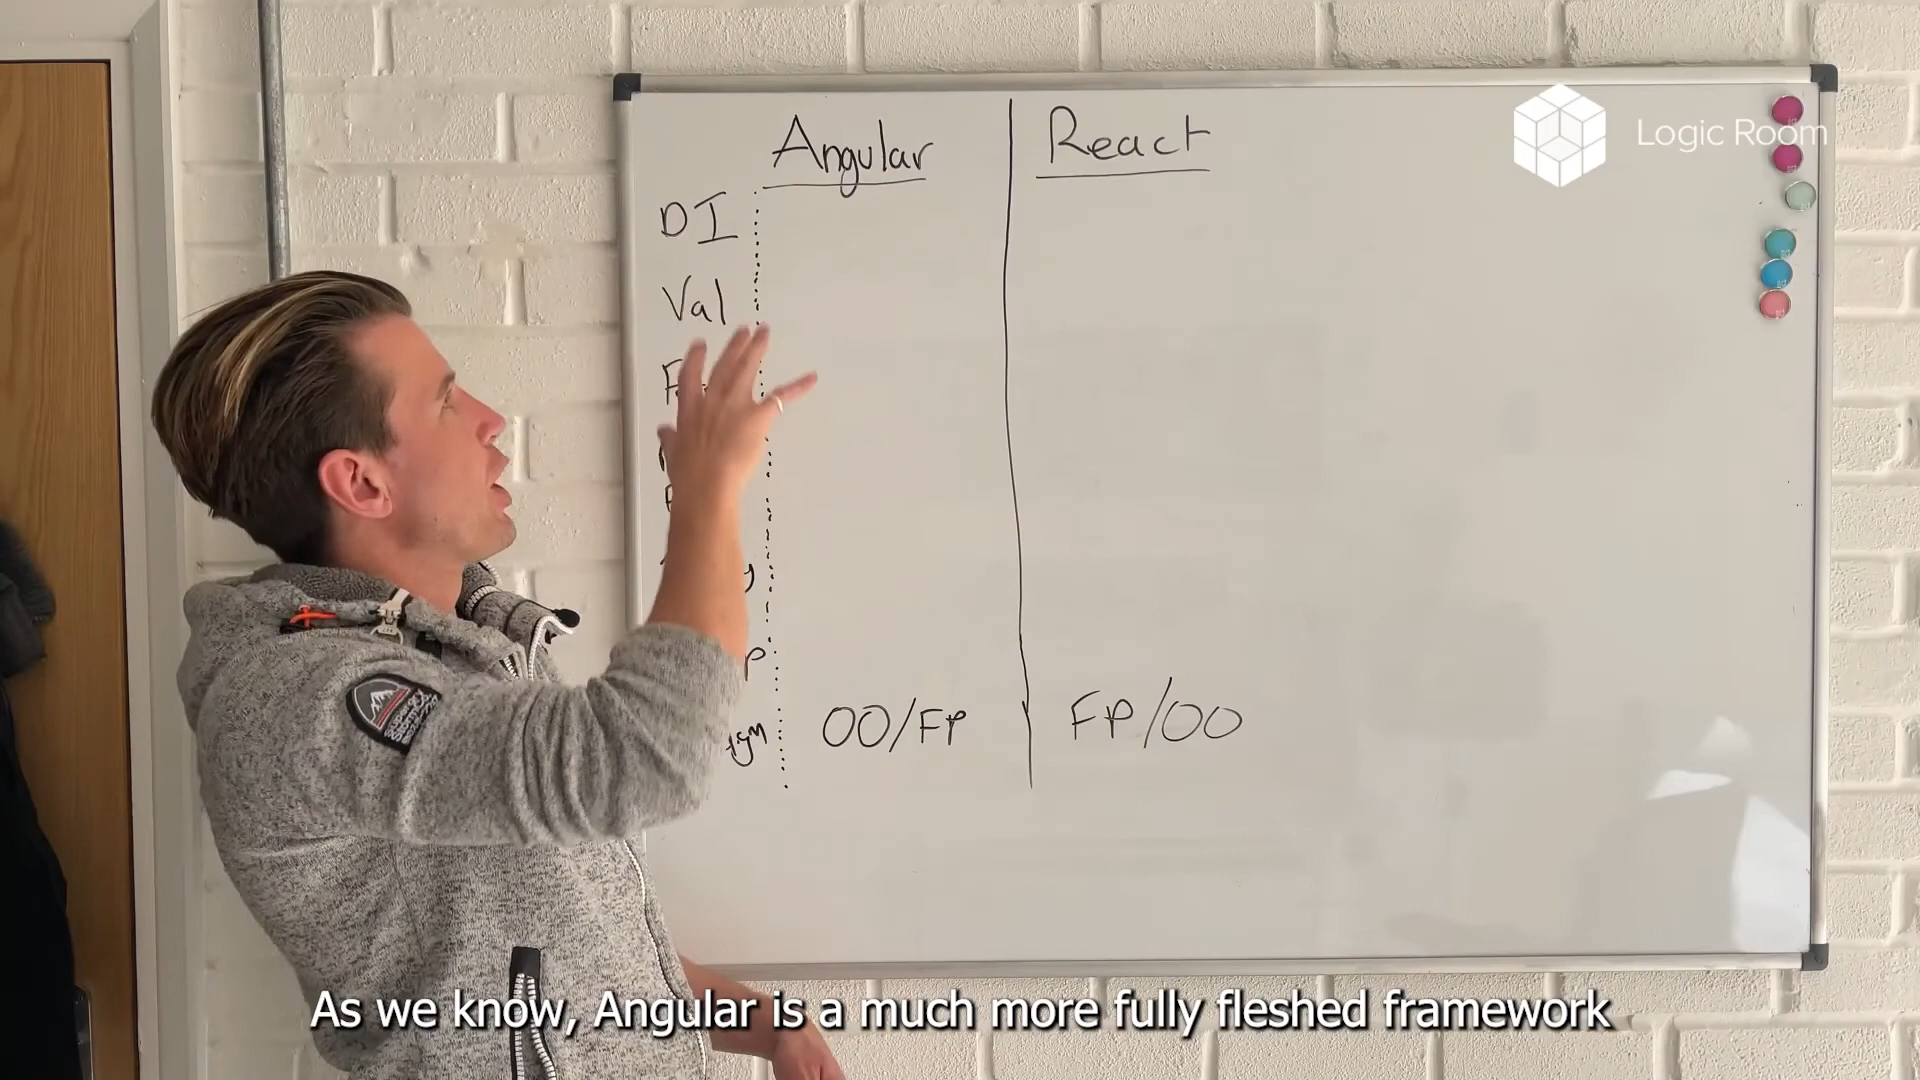 Angular
React
Logic Room
DI
Val
OO/FP
FP/OO
As we know, Angular is a much more fully fleshed framework